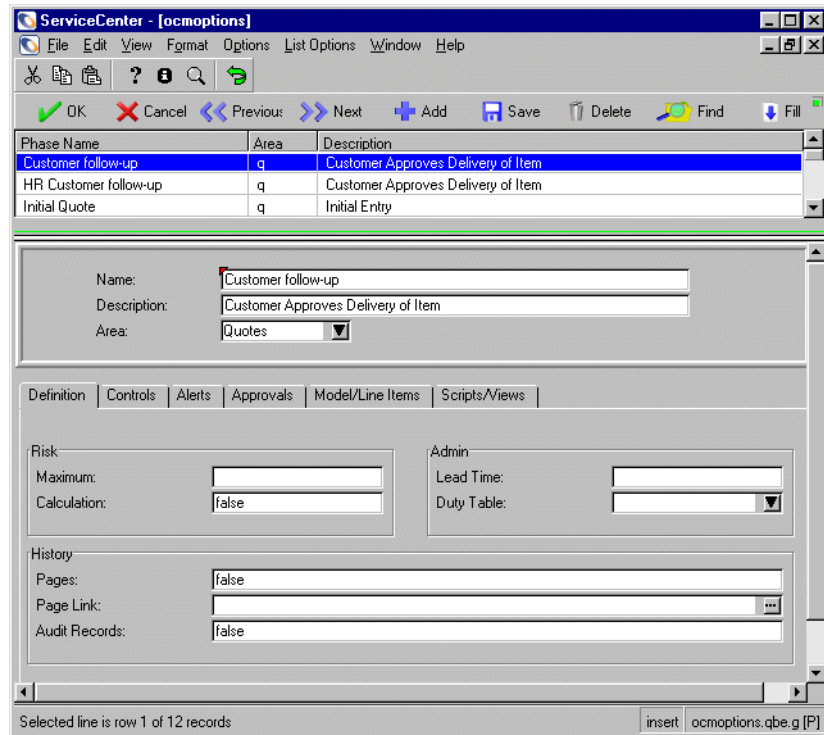 ServiceCenter - [ocmoptions]
File Edit View Format Options List Options Window Help
OK Cancel Previous Next Add Save Delete Find Fill
Phase Name Area Description
Customer follow-up q Customer Approves Delivery of Item
HR Customer follow-up q Customer Approves Delivery of Item
Initial Quote q Initial Entry
Name: Customer follow-up
Description: Customer Approves Delivery of Item
Area: Quotes
Definition Controls Alerts Approvals Model/Line Items Scripts/Views
Risk Admin
Maximum: Lead Time:
Calculation: false Duty Table:
History
Pages: false
Page Link:
Audit Records: false
Selected line is row 1 of 12 records insert ocmoptions.qbe.g [P]